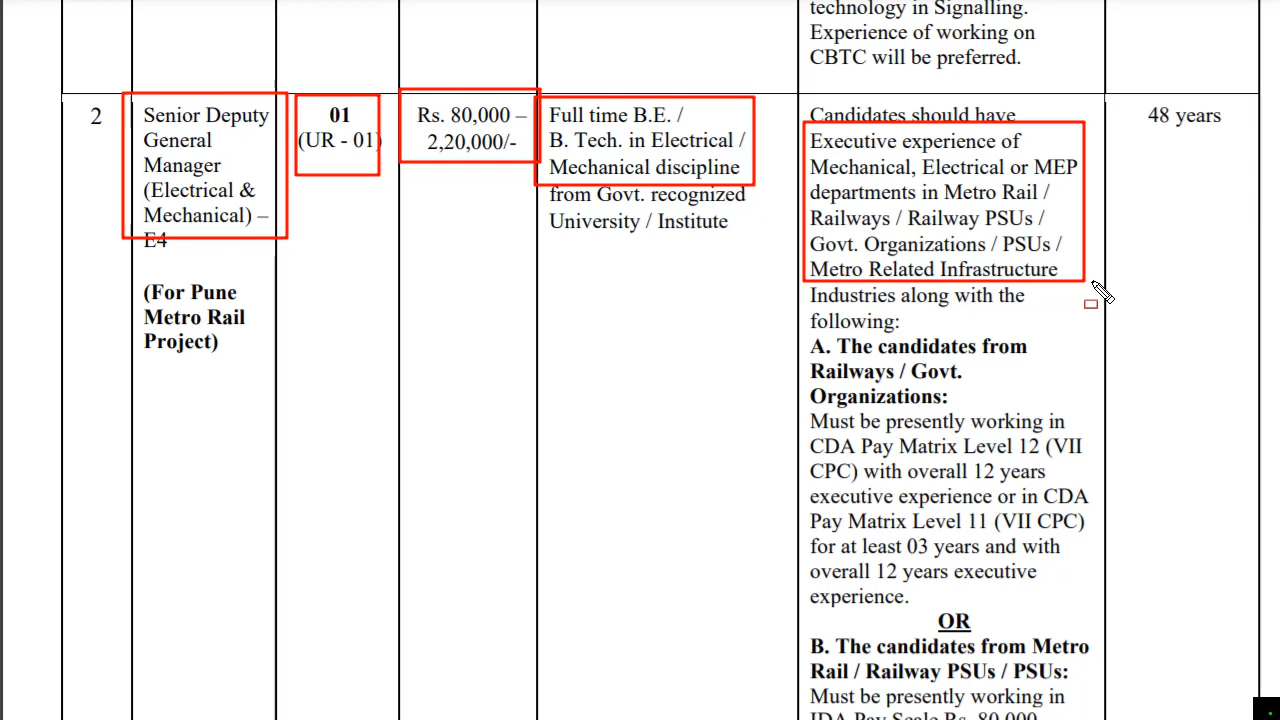 technology in Signalling.
Experience of working on
CBTC will be preferred.
2
Senior Deputy
General
Manager
(Electrical &
Mechanical) –
E4
(For Pune
Metro Rail
Project)
01
(UR - 01)
Rs. 80,000 –
2,20,000/-
Full time B.E. /
B. Tech. in Electrical /
Mechanical discipline
from Govt. recognized
University / Institute
Candidates should have
Executive experience of
Mechanical, Electrical or MEP
departments in Metro Rail /
Railways / Railway PSUs /
Govt. Organizations / PSUs /
Metro Related Infrastructure
Industries along with the
following:
A. The candidates from
Railways / Govt.
Organizations:
Must be presently working in
CDA Pay Matrix Level 12 (VII
CPC) with overall 12 years
executive experience or in CDA
Pay Matrix Level 11 (VII CPC)
for at least 03 years and with
overall 12 years executive
experience.
OR
B. The candidates from Metro
Rail / Railway PSUs / PSUs:
Must be presently working in
IDA Pay Scale Rs. 80,000
48 years